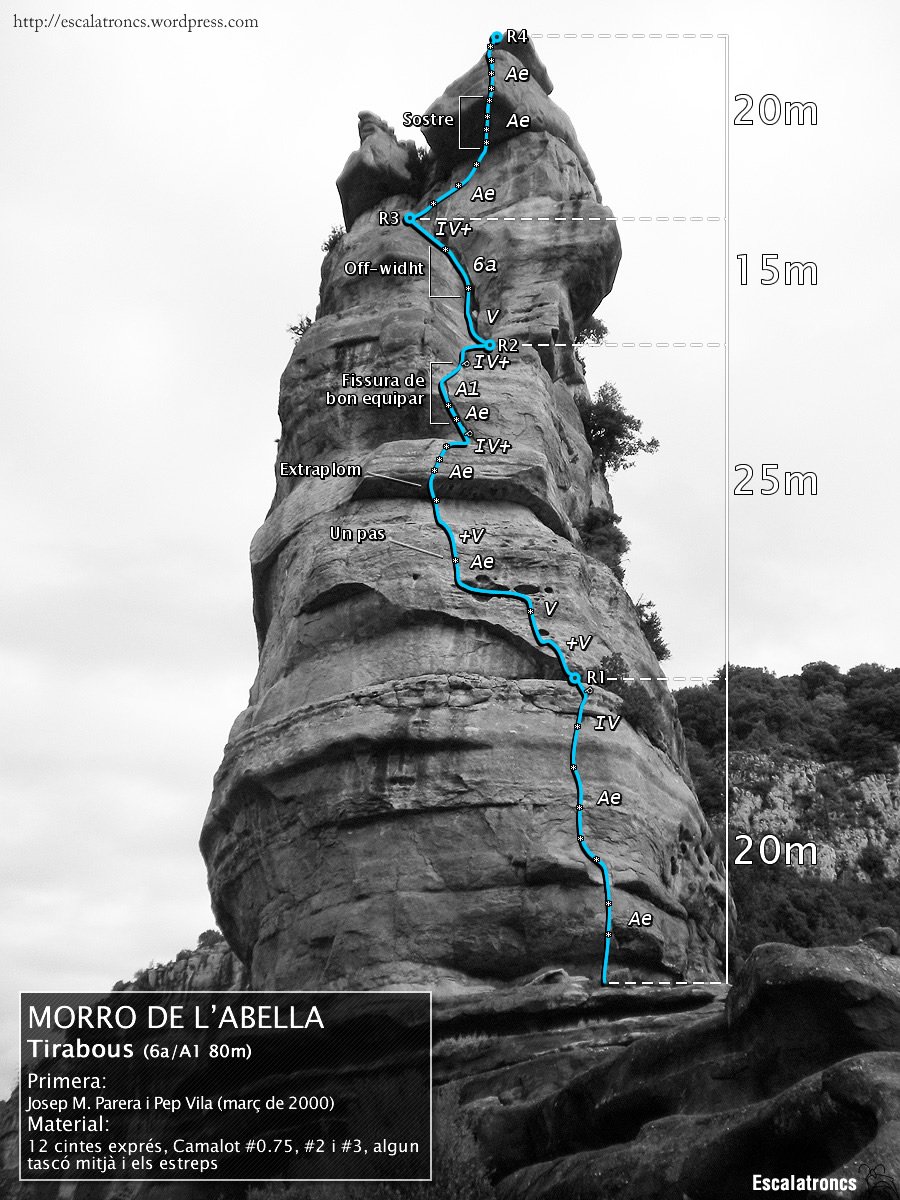 http://escalatroncs.wordpress.com
R4
Ae
20m
Sostre
Ae
Ae
R3
IV+
Off-widht
6a
15m
V
R2
IV+
Fissura de
bon equipar
A1
Ae
IV+
Extraplom
Ae
25m
Un pas
+V
Ae
V
+V
R1
IV
Ae
20m
Ae
MORRO DE L'ABELLA
Tirabous (6a/A1 80m)
Primera:
Josep M. Parera i Pep Vila (març de 2000)
Material:
12 cintes exprés, Camalot #0.75, #2 i #3, algun
tascó mitjà i els estreps
Escalatroncs